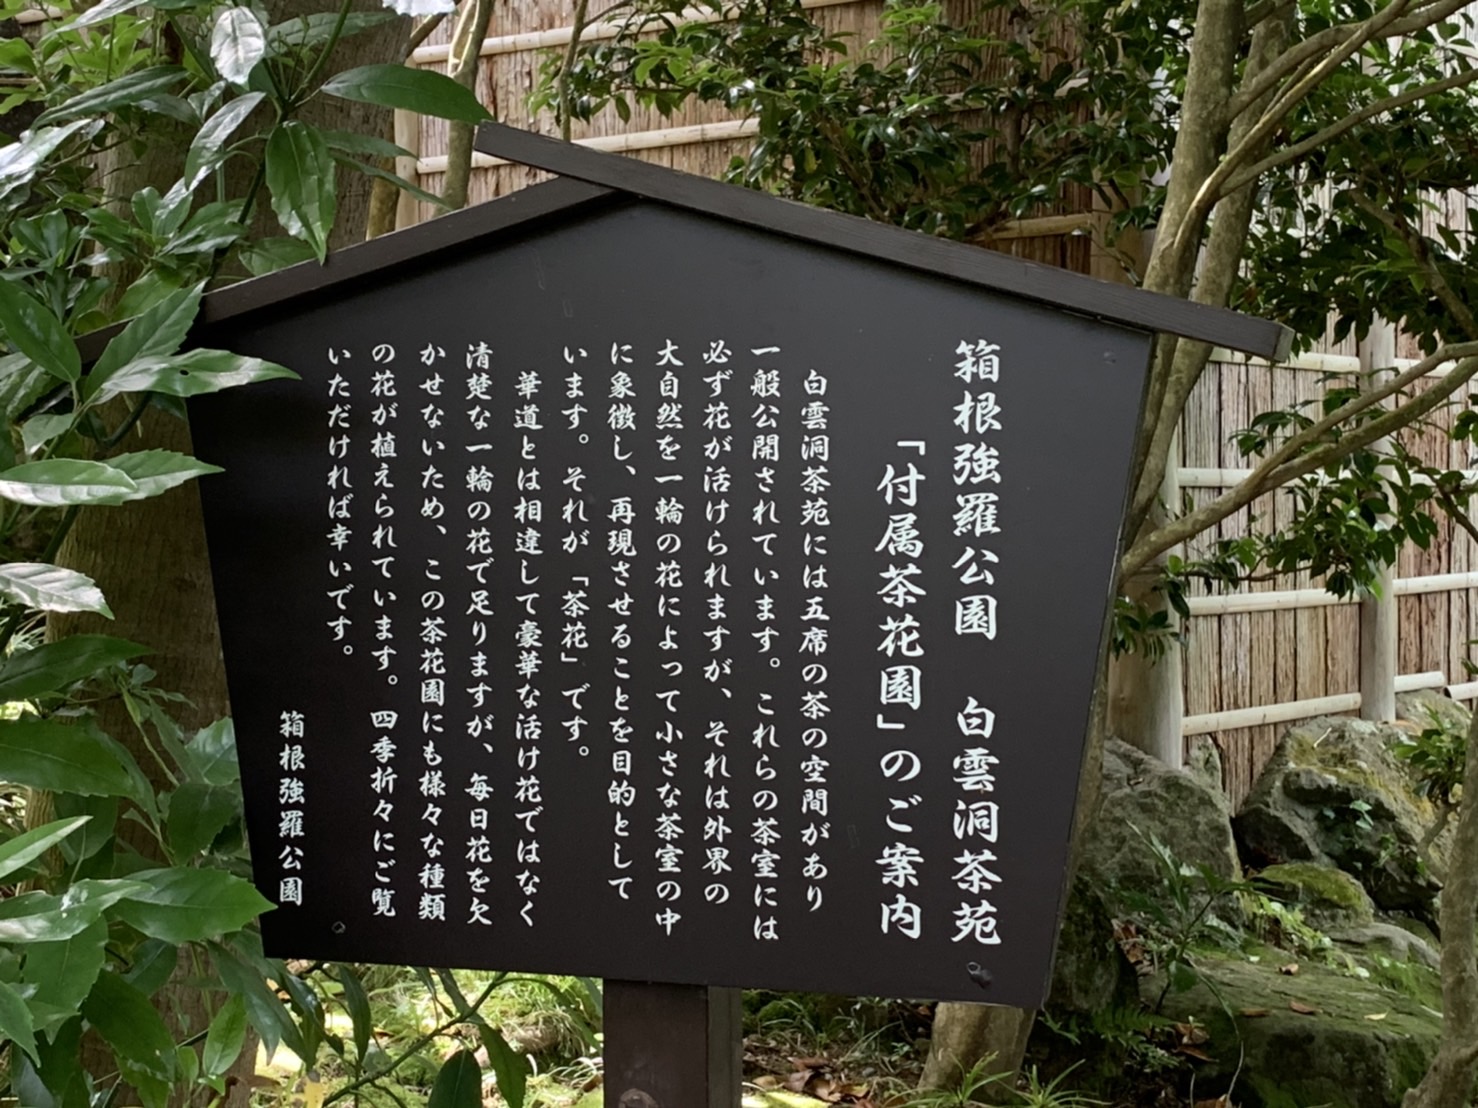 箱根強羅公園　白雲洞茶苑
「付属茶花園」のご案内
白雲洞茶苑には五席の茶の空間があり
一般公開されています。これらの茶室には
必ず花が活けられますが、それは外界の
大自然を一輪の花によって小さな茶室の中
に象徴し、再現させることを目的として
います。それが「茶花」です。
華道とは相違して豪華な活け花ではなく
清楚な一輪の花で足りますが、毎日花を欠
かせないため、この茶花園にも様々な種類
の花が植えられています。四季折々にご覧
いただければ幸いです。
箱根強羅公園